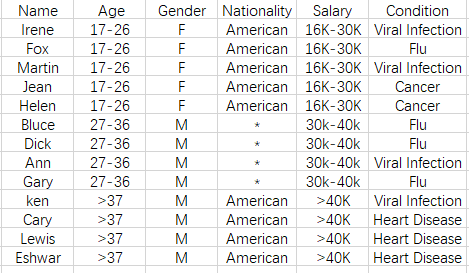 Name Age Gender Nationality Salary Condition
Irene 17-26 F American 16K-30K Viral Infection
Fox 17-26 F American 16K-30K Flu
Martin 17-26 F American 16K-30K Viral Infection
Jean 17-26 F American 16K-30K Cancer
Helen 17-26 F American 16K-30K Cancer
Bluce 27-36 M * 30k-40k Flu
Dick 27-36 M * 30k-40k Flu
Ann 27-36 M * 30k-40k Viral Infection
Gary 27-36 M * 30k-40k Flu
ken >37 M American >40K Viral Infection
Cary >37 M American >40K Heart Disease
Lewis >37 M American >40K Heart Disease
Eshwar >37 M American >40K Heart Disease